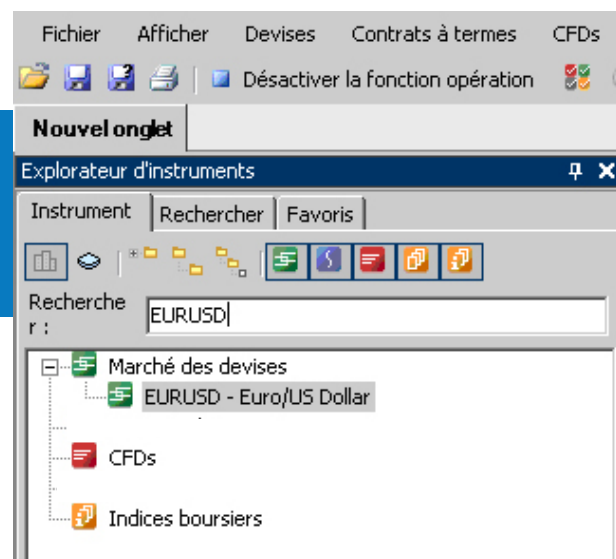 Fichier Afficher Devises Contrats à termes CFDs
Désactiver la fonction opération
Nouvel onglet
Explorateur d'instruments
Instrument Rechercher Favoris
Recherche
r :
EURUSD
Marché des devises
EURUSD - Euro/US Dollar
CFDs
Indices boursiers